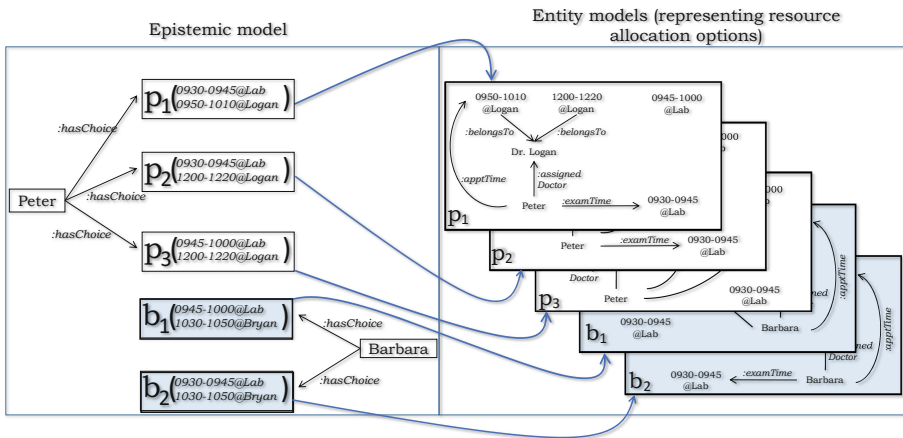 Epistemic model
Entity models (representing resource
allocation options)
p1(0930-0945@Lab
0950-1010@Logan)
:hasChoice
p2(0930-0945@Lab
1200-1220@Logan)
:hasChoice
Peter
:hasChoice
p3(0945-1000@Lab
1200-1220@Logan)
b1(0945-1000@Lab
1030-1050@Bryan)
:hasChoice
Barbara
:hasChoice
b2(0930-0945@Lab
1030-1050@Bryan)
0950-1010
@Logan
1200-1220
@Logan
0945-1000
@Lab
:belongsTo
:belongsTo
Dr. Logan
:apptTime
:assigned
Doctor
Peter
:examTime
0930-0945
@Lab
p1
000
Peter
:examTime
0930-0945
@Lab
p2
000
Doctor
Peter
0930-0945
@Lab
p3
:apptTime
ned
0930-0945
@Lab
Barbara
b1
:apptTime
ned
Doctor
0930-0945
@Lab
:examTime
Barbara
b2